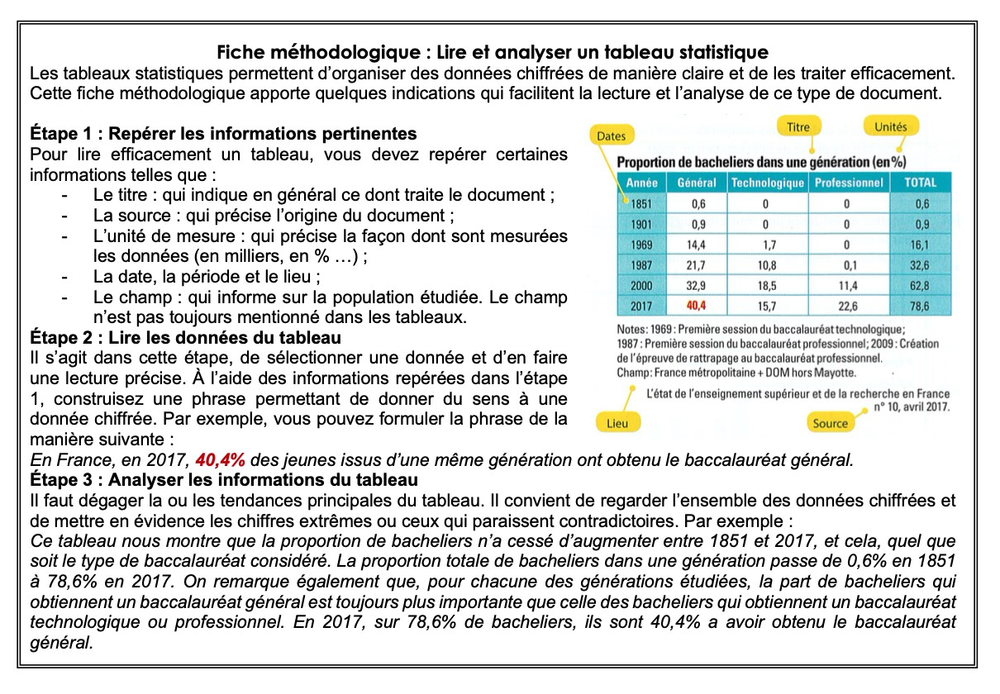 Fiche méthodologique : Lire et analyser un tableau statistique
Les tableaux statistiques permettent d’organiser des données chiffrées de manière claire et de les traiter efficacement.
Cette fiche méthodologique apporte quelques indications qui facilitent la lecture et l’analyse de ce type de document.
Étape 1 : Repérer les informations pertinentes
Pour lire efficacement un tableau, vous devez repérer certaines
informations telles que :
- Le titre : qui indique en général ce dont traite le document ;
- La source : qui précise l’origine du document ;
- L’unité de mesure : qui précise la façon dont sont mesurées
les données (en milliers, en % …) ;
- La date, la période et le lieu ;
- Le champ : qui informe sur la population étudiée. Le champ
n’est pas toujours mentionné dans les tableaux.
Étape 2 : Lire les données du tableau
Il s’agit dans cette étape, de sélectionner une donnée et d’en faire
une lecture précise. À l’aide des informations repérées dans l’étape
1, construisez une phrase permettant de donner du sens à une
donnée chiffrée. Par exemple, vous pouvez formuler la phrase de la
manière suivante :
Dates
Titre
Unités
Proportion de bacheliers dans une génération (en %)
Année Général Technologique Professionnel TOTAL
1851 0,6 0 0 0,6
1901 0,9 0 0 0,9
1969 14,4 1,7 0 16,1
1987 21,7 10,8 0,1 32,6
2000 32,9 18,5 11,4 62,8
2017 40,4 15,7 22,6 78,6
Notes : 1969 : Première session du baccalauréat technologique ;
1987 : Première session du baccalauréat professionnel ; 2009 : Création
de l’épreuve de rattrapage au baccalauréat professionnel.
Champ : France métropolitaine + DOM hors Mayotte.
L’état de l’enseignement supérieur et de la recherche en France
n° 10, avril 2017.
Lieu
Source
En France, en 2017, 40,4% des jeunes issus d’une même génération ont obtenu le baccalauréat général.
Étape 3 : Analyser les informations du tableau
Il faut dégager la ou les tendances principales du tableau. Il convient de regarder l’ensemble des données chiffrées et
de mettre en évidence les chiffres extrêmes ou ceux qui paraissent contradictoires. Par exemple :
Ce tableau nous montre que la proportion de bacheliers n’a cessé d’augmenter entre 1851 et 2017, et cela, quel que
soit le type de baccalauréat considéré. La proportion totale de bacheliers dans une génération passe de 0,6% en 1851
à 78,6% en 2017. On remarque également que, pour chacune des générations étudiées, la part de bacheliers qui
obtiennent un baccalauréat général est toujours plus importante que celle des bacheliers qui obtiennent un baccalauréat
technologique ou professionnel. En 2017, sur 78,6% de bacheliers, ils sont 40,4% a avoir obtenu le baccalauréat
général.